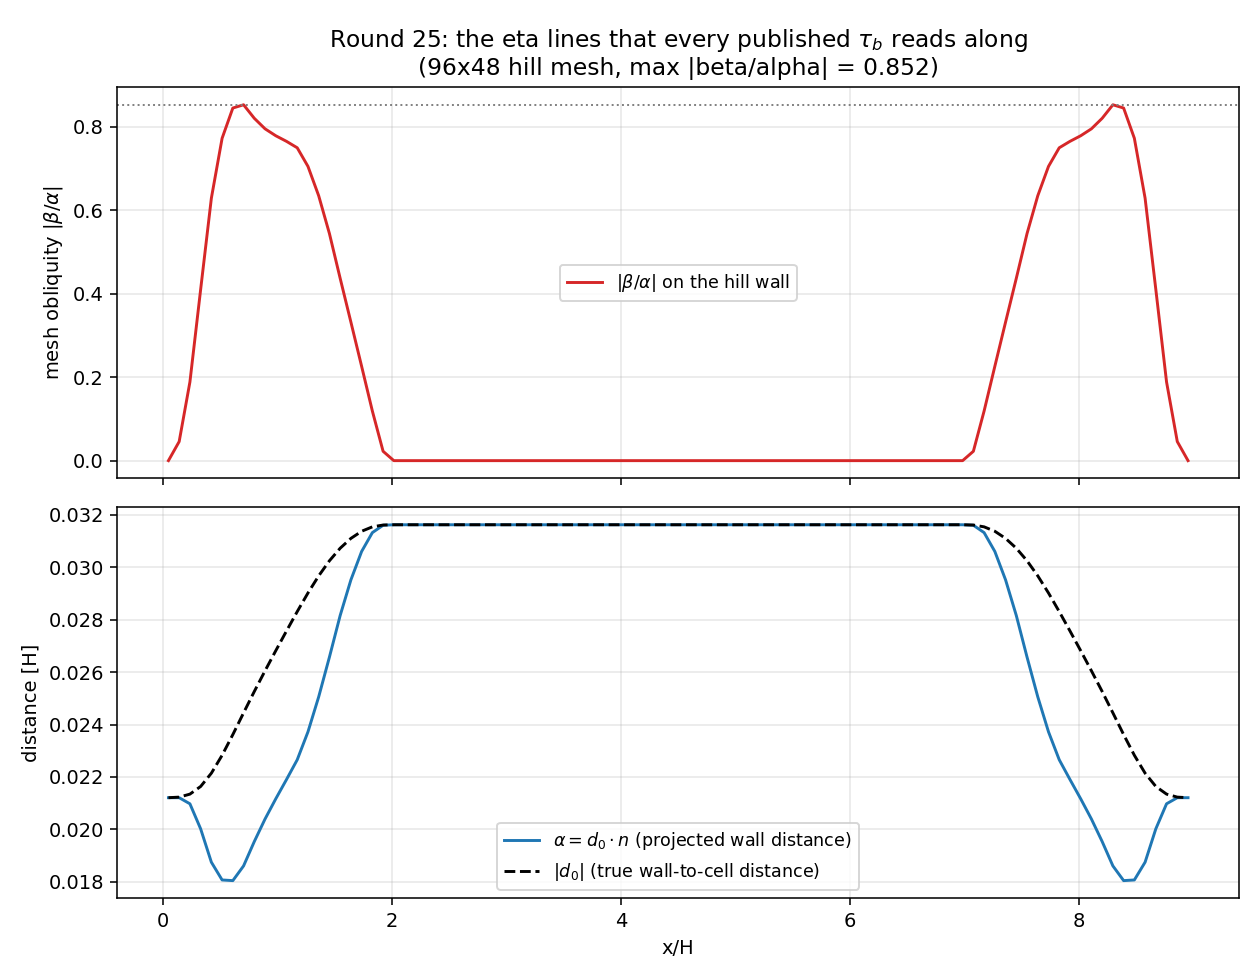 Round 25: the eta lines that every published τ_b reads along
(96x48 hill mesh, max |beta/alpha| = 0.852)
mesh obliquity |β/α|
0.8
0.6
0.4
0.2
0.0
|β/α| on the hill wall
distance [H]
0.032
0.030
0.028
0.026
0.024
0.022
0.020
0.018
α = d₀ · n (projected wall distance)
|d₀| (true wall-to-cell distance)
0 2 4 6 8
x/H